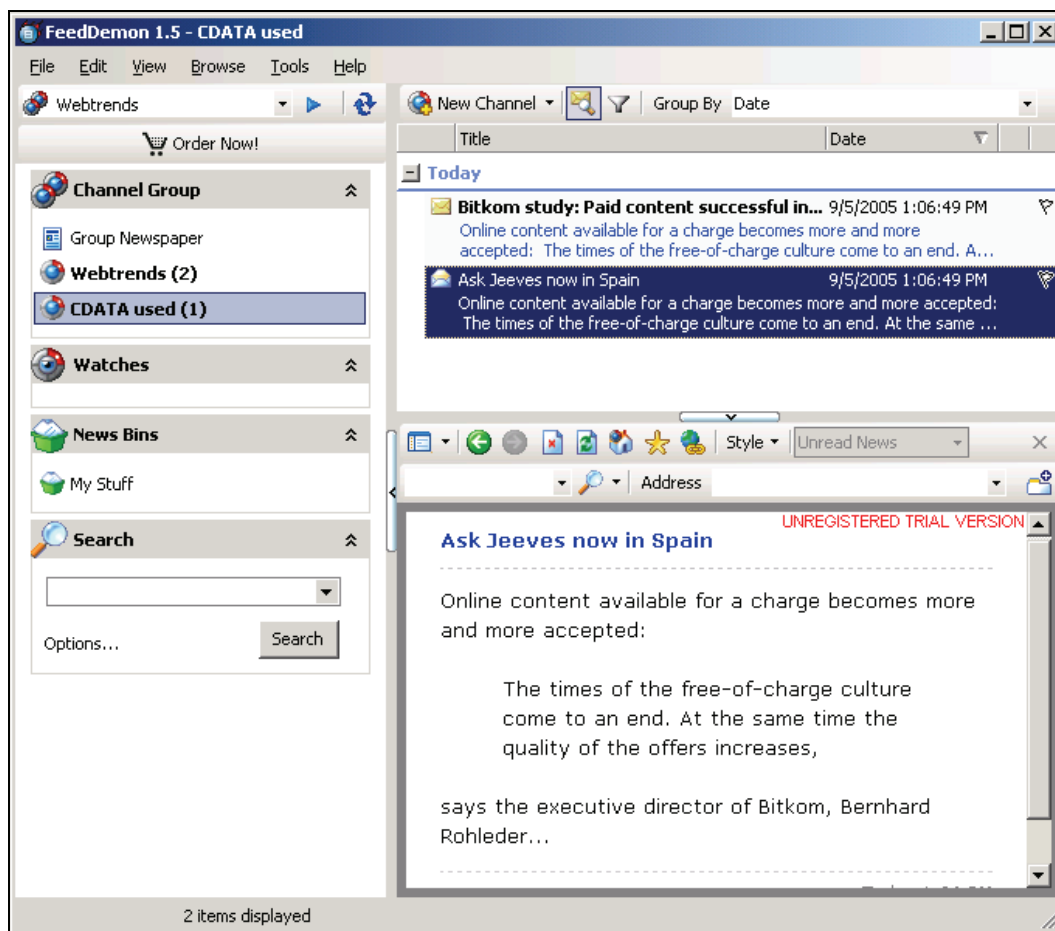 FeedDemon 1.5 - CDATA used
File Edit View Browse Tools Help
Webtrends
Order Now!
Channel Group
Group Newspaper
Webtrends (2)
CDATA used (1)
Watches
News Bins
My Stuff
Search
Options...
Search
New Channel
Group By Date
Title Date
Today
Bitkom study: Paid content successful in... 9/5/2005 1:06:49 PM
Online content available for a charge becomes more and more
accepted: The times of the free-of-charge culture come to an end. A...
Ask Jeeves now in Spain 9/5/2005 1:06:49 PM
Online content available for a charge becomes more and more accepted:
The times of the free-of-charge culture come to an end. At the same ...
Style Unread News
Address
UNREGISTERED TRIAL VERSION
Ask Jeeves now in Spain
Online content available for a charge becomes more
and more accepted:
The times of the free-of-charge culture
come to an end. At the same time the
quality of the offers increases,
says the executive director of Bitkom, Bernhard
Rohleder...
2 items displayed